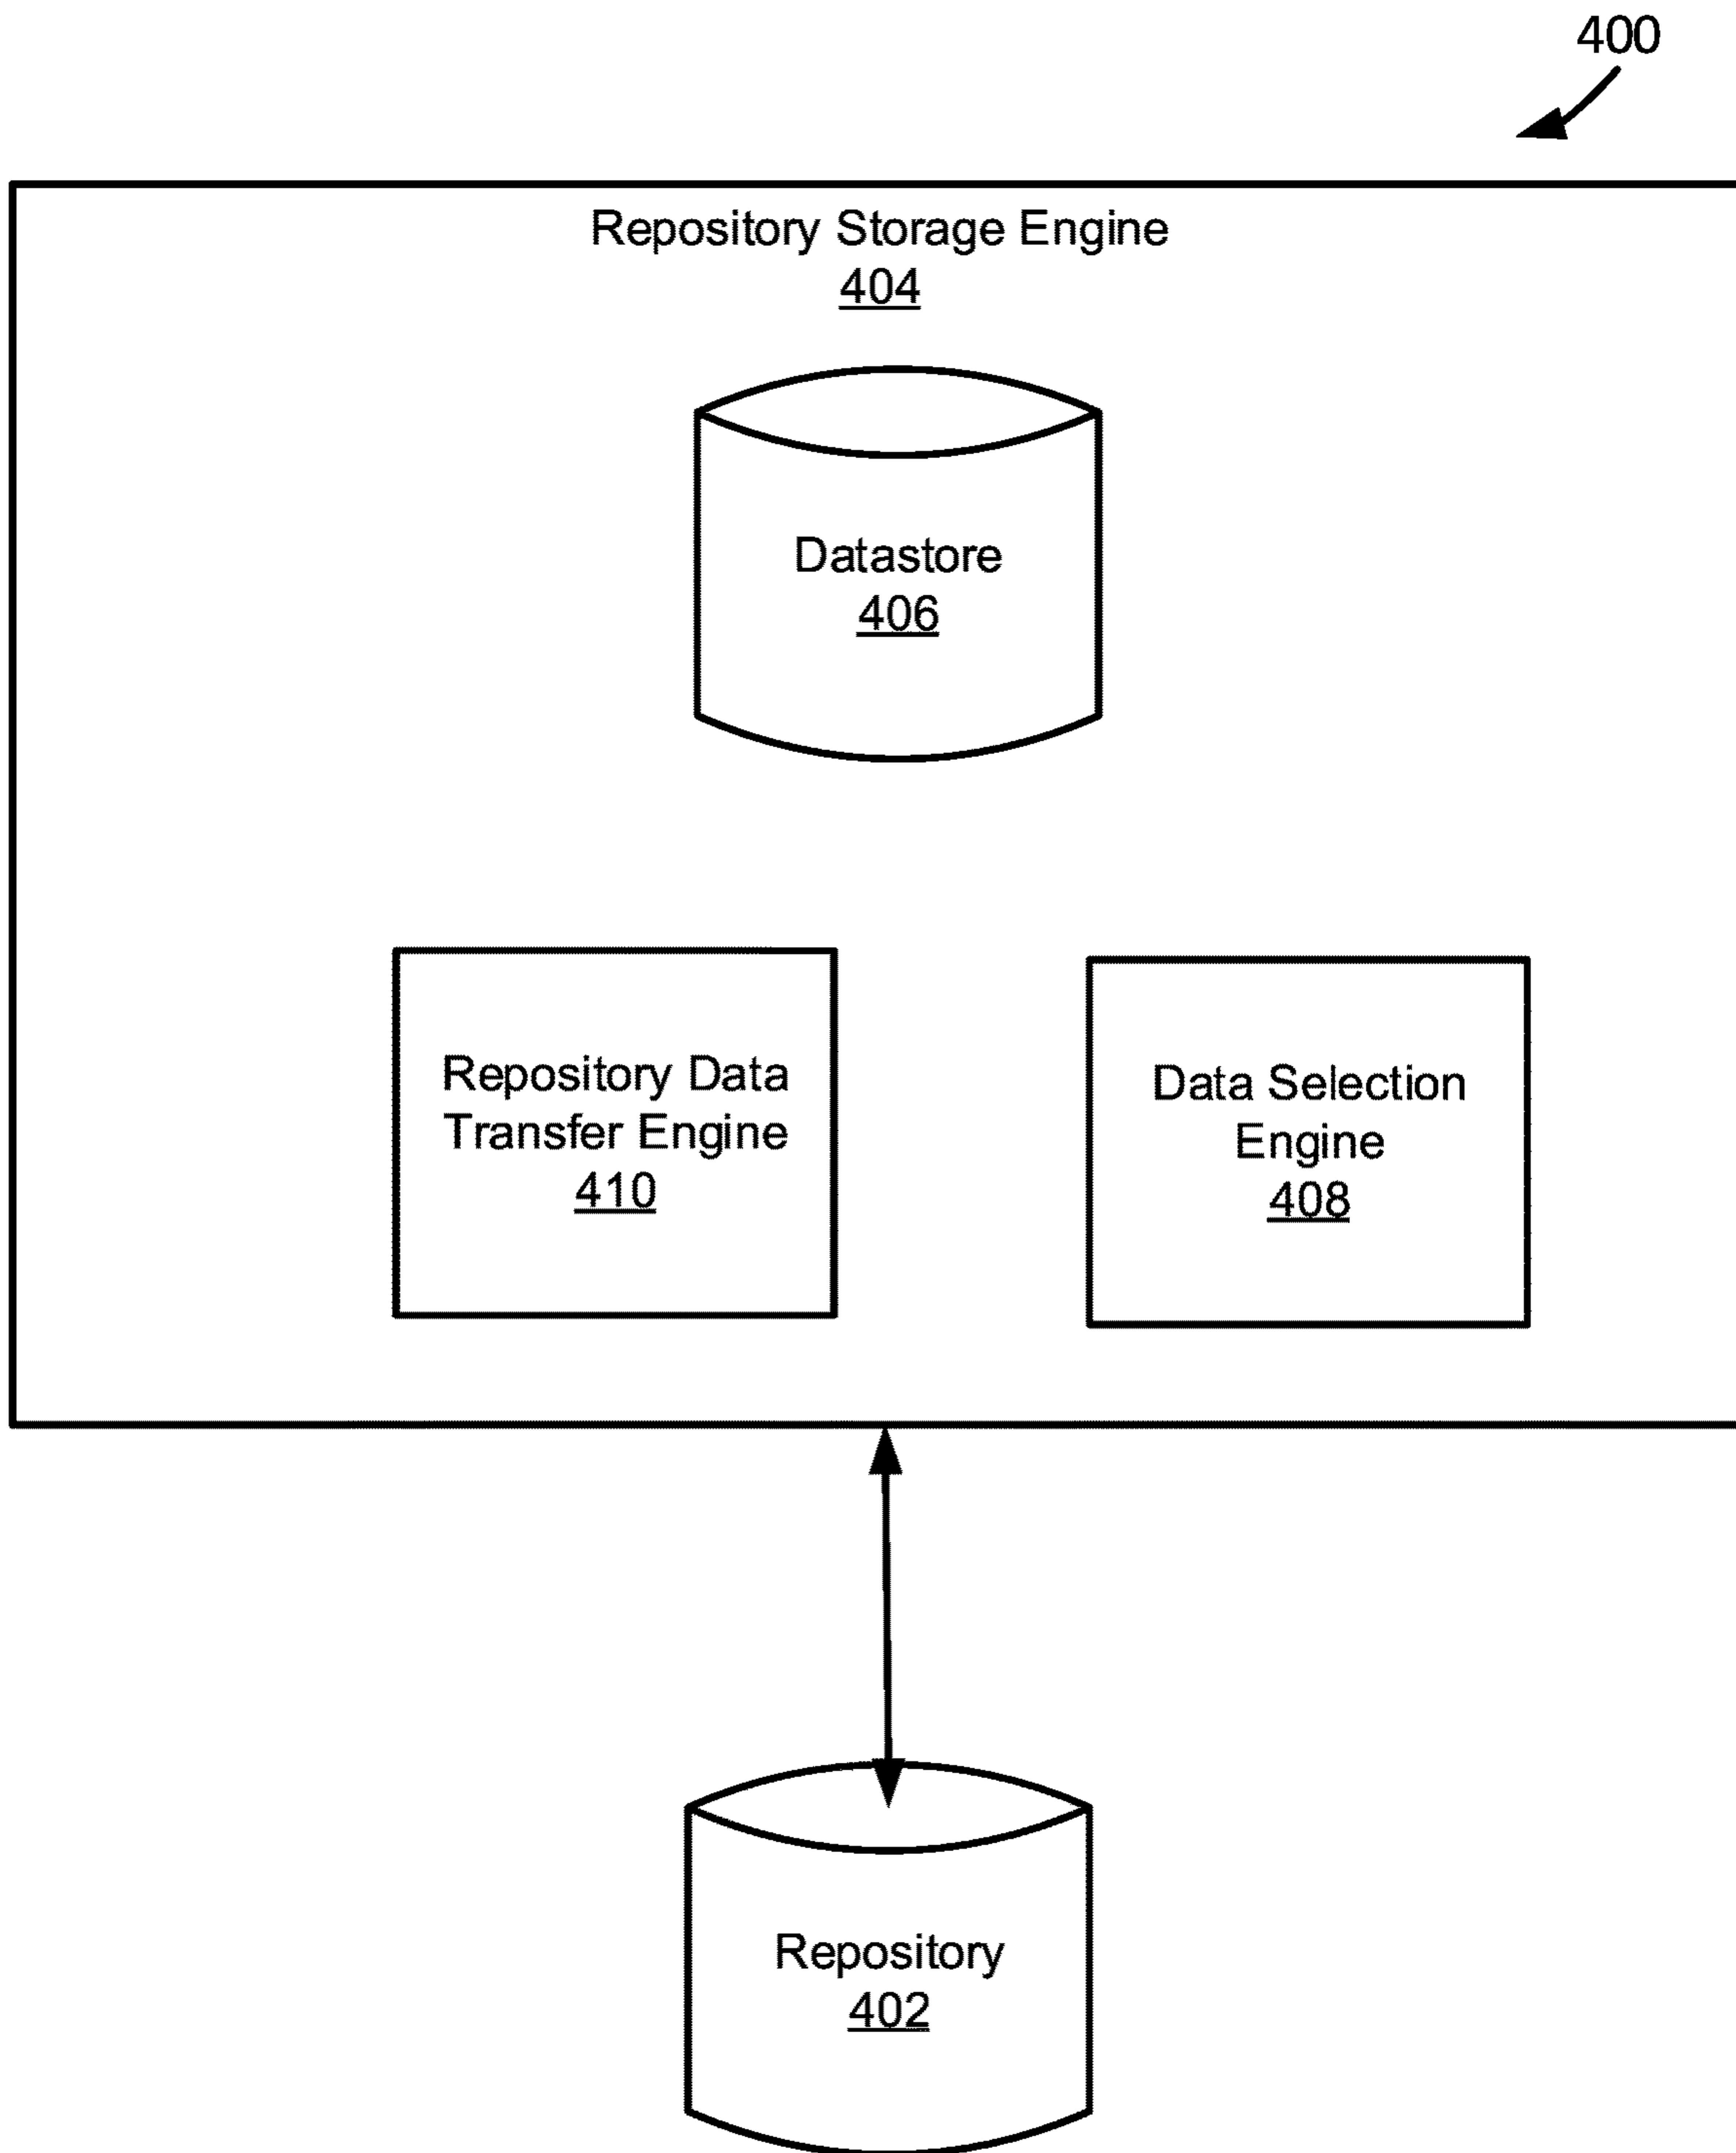 400
Repository Storage Engine
404
Datastore
406
Repository Data
Transfer Engine
410
Data Selection
Engine
408
Repository
402